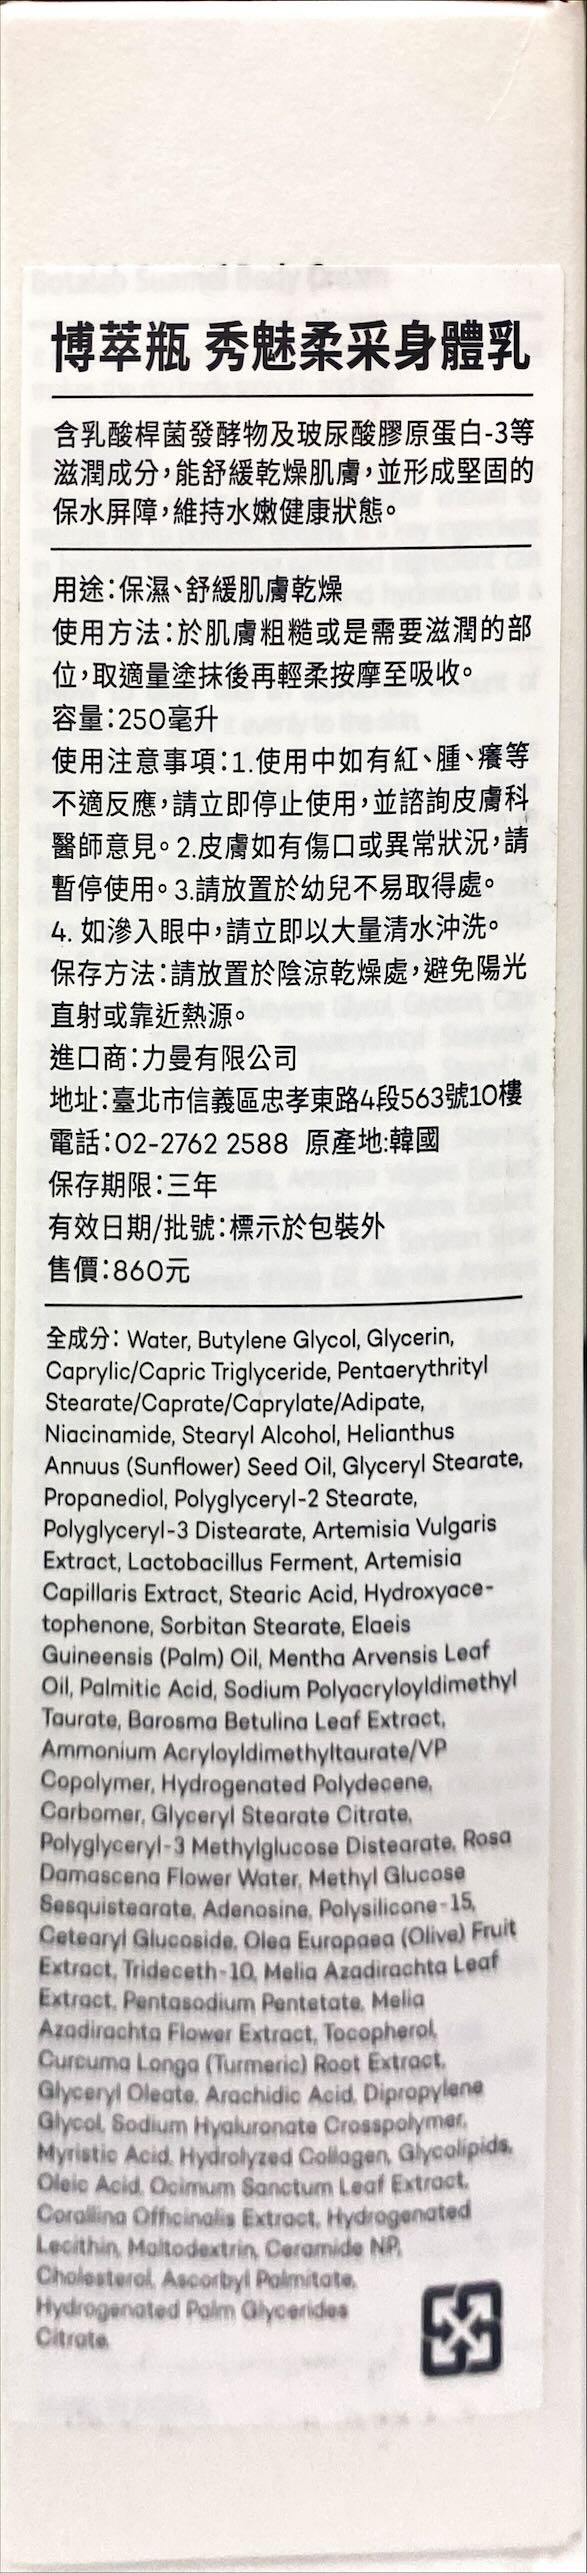 博萃瓶 秀魅柔采身體乳
含乳酸桿菌發酵物及玻尿酸膠原蛋白-3等
滋潤成分，能舒緩乾燥肌膚，並形成堅固的
保水屏障，維持水嫩健康狀態。
用途：保濕、舒緩肌膚乾燥
使用方法：於肌膚粗糙或是需要滋潤的部
位，取適量塗抹後再輕柔按摩至吸收。
容量：250毫升
使用注意事項：1.使用中如有紅、腫、癢等
不適反應，請立即停止使用，並諮詢皮膚科
醫師意見。2.皮膚如有傷口或異常狀況，請
暫停使用。3.請放置於幼兒不易取得處。
4. 如滲入眼中，請立即以大量清水沖洗。
保存方法：請放置於陰涼乾燥處，避免陽光
直射或靠近熱源。
進口商：力曼有限公司
地址：臺北市信義區忠孝東路4段563號10樓
電話：02-2762 2588 原產地:韓國
保存期限：三年
有效日期/批號：標示於包裝外
售價：860元
全成分：Water, Butylene Glycol, Glycerin,
Caprylic/Capric Triglyceride, Pentaerythrityl
Stearate/Caprate/Caprylate/Adipate,
Niacinamide, Stearyl Alcohol, Helianthus
Annuus (Sunflower) Seed Oil, Glyceryl Stearate,
Propanediol, Polyglyceryl-2 Stearate,
Polyglyceryl-3 Distearate, Artemisia Vulgaris
Extract, Lactobacillus Ferment, Artemisia
Capillaris Extract, Stearic Acid, Hydroxyace-
tophenone, Sorbitan Stearate, Elaeis
Guineensis (Palm) Oil, Mentha Arvensis Leaf
Oil, Palmitic Acid, Sodium Polyacryloyldimethyl
Taurate, Barosma Betulina Leaf Extract,
Ammonium Acryloyldimethyltaurate/VP
Copolymer, Hydrogenated Polydecene,
Carbomer, Glyceryl Stearate Citrate,
Polyglyceryl-3 Methylglucose Distearate, Rosa
Damascena Flower Water, Methyl Glucose
Sesquistearate, Adenosine, Polysilicone-15,
Cetearyl Glucoside, Olea Europaea (Olive) Fruit
Extract, Trideceth-10, Melia Azadirachta Leaf
Extract, Pentasodium Pentetate, Melia
Azadirachta Flower Extract, Tocopherol,
Curcuma Longa (Turmeric) Root Extract,
Glyceryl Oleate, Arachidic Acid, Dipropylene
Glycol, Sodium Hyaluronate Crosspolymer,
Myristic Acid, Hydrolyzed Collagen, Glycolipids,
Oleic Acid, Ocimum Sanctum Leaf Extract,
Corallina Officinalis Extract, Hydrogenated
Lecithin, Maltodextrin, Ceramide NP,
Cholesterol, Ascorbyl Palmitate,
Hydrogenated Palm Glycerides
Citrate